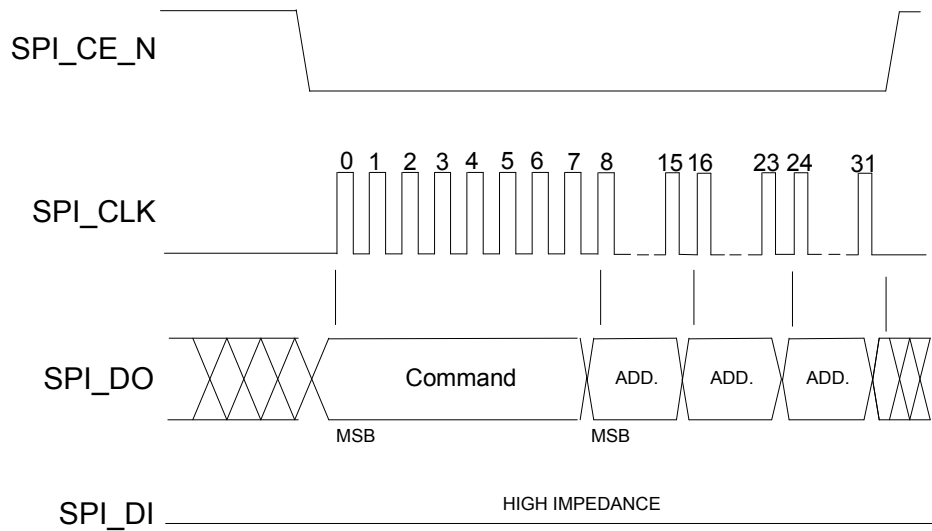 SPI_CE_N
0 1 2 3 4 5 6 7 8 15 16 23 24 31
SPI_CLK
SPI_DO
Command ADD. ADD. ADD.
MSB MSB
HIGH IMPEDANCE
SPI_DI